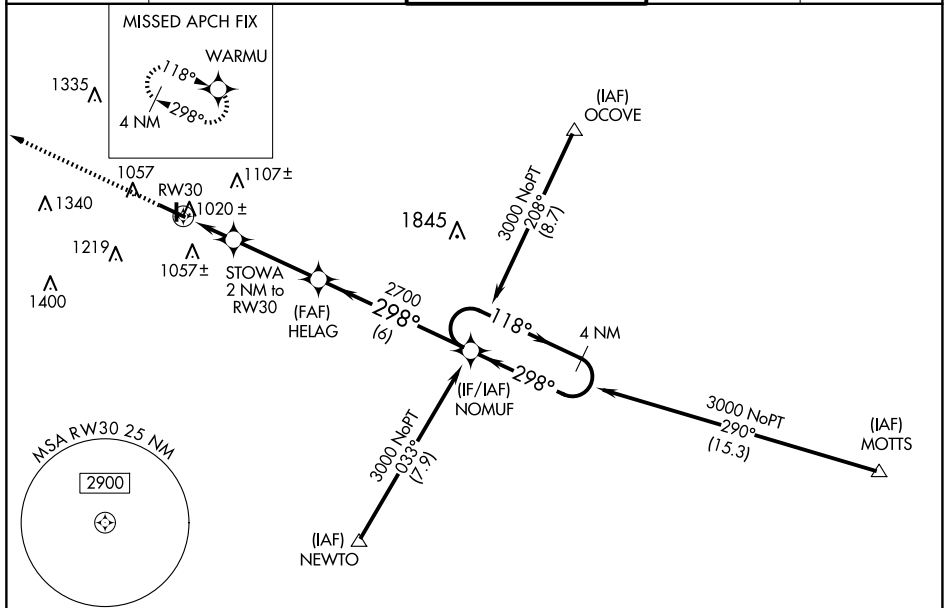 MISSED APCH FIX
WARMU
118°
298°
4 NM
1335
(IAF)
OCOVE
1057
RW30
1107±
1340
1020 ±
1845
3000 NoPT
208°
(8.7)
1219
1057±
STOWA
2 NM to
RW30
1400
(FAF)
HELAG
2700
298°
(6)
118°
4 NM
298°
(IF/IAF)
NOMUF
3000 NoPT
290°
(15.3)
(IAF)
MOTTS
3000 NoPT
033°
(7.9)
MSA RW30 25 NM
2900
(IAF)
NEWTO